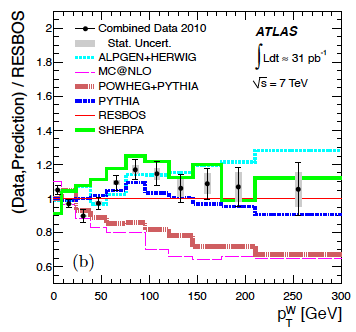 (Data,Prediction) / RESBOS
2
1.8
1.6
1.4
1.2
1
0.8
0.6
Combined Data 2010
Stat. Uncert.
ALPGEN+HERWIG
MC@NLO
POWHEG+PYTHIA
PYTHIA
RESBOS
SHERPA
ATLAS
∫Ldt ≈ 31 pb⁻¹
√s = 7 TeV
(b)
0 50 100 150 200 250 300
p_T^W [GeV]